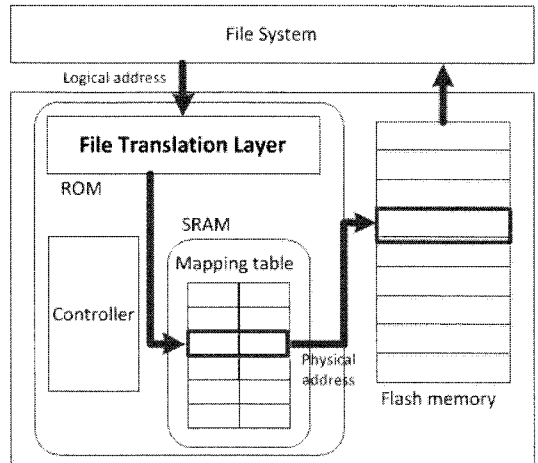 File System
Logical address
File Translation Layer
ROM
SRAM
Mapping table
Controller
Physical
address
Flash memory